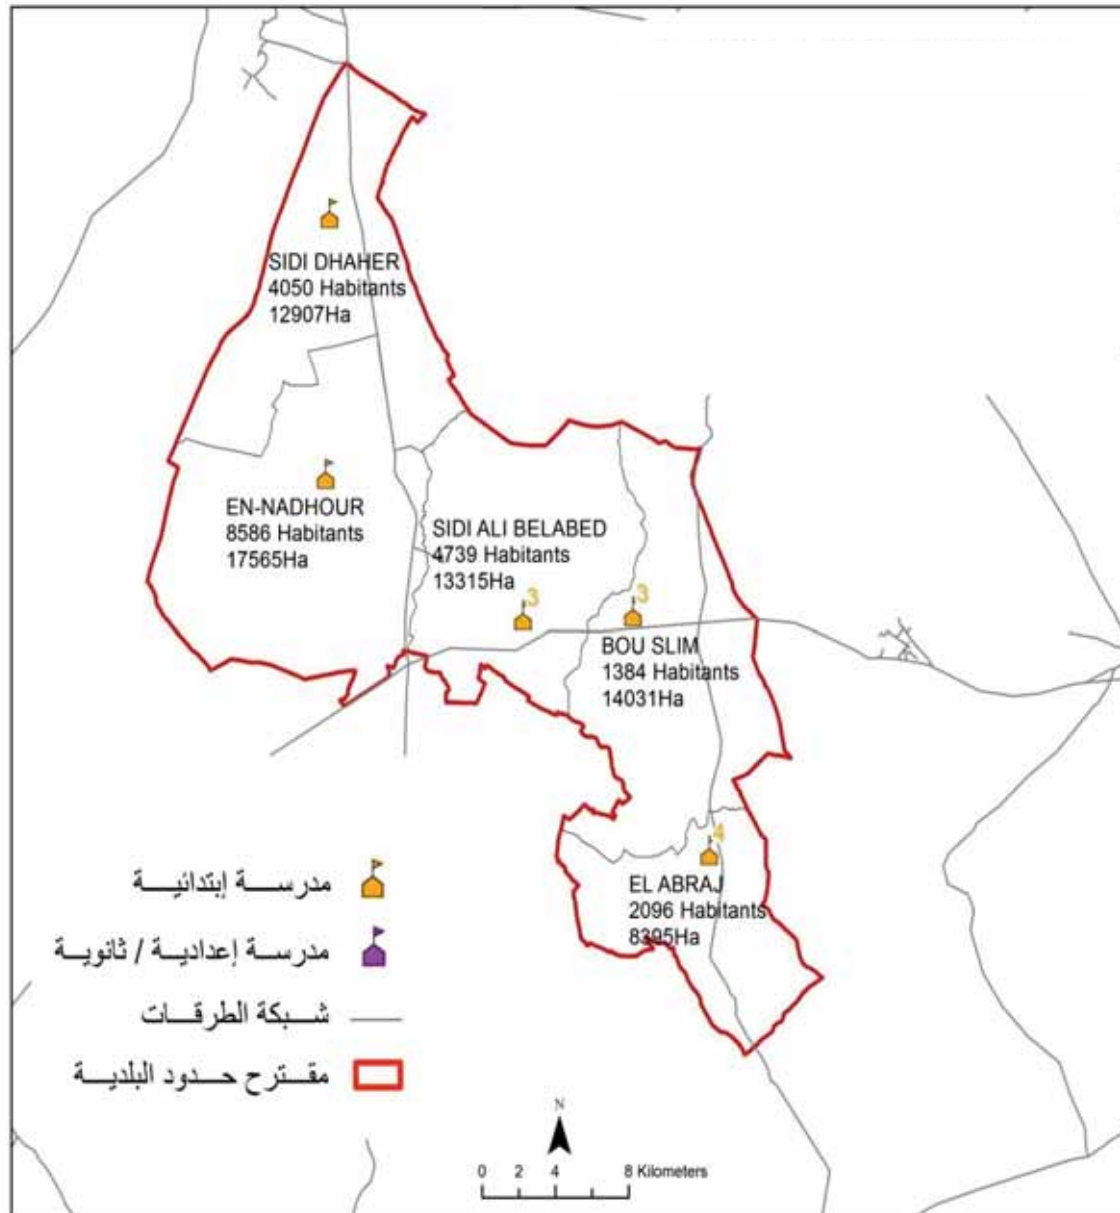 SIDI DHAHER
4050 Habitants
12907Ha
EN-NADHOUR
8586 Habitants
17565Ha
SIDI ALI BELABED
4739 Habitants
13315Ha
3
3
BOU SLIM
1384 Habitants
14031Ha
4
EL ABRAJ
2096 Habitants
8395Ha
مدرسة إبتدائية
مدرسة إعدادية / ثانوية
شبكة الطرقات
مقترح حدود البلدية
N
0 2 4 8 Kilometers